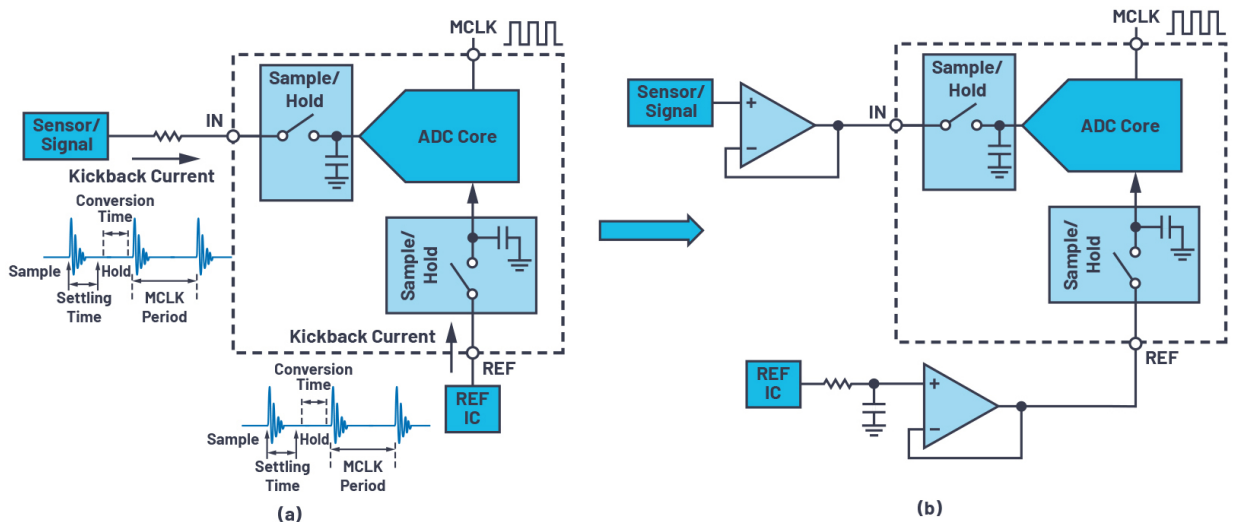 MCLK
Sample/
Hold
Sensor/
Signal
IN
ADC Core
Kickback Current
Conversion
Time
Sample
Hold
Settling
Time
MCLK
Period
Sample/
Hold
Kickback Current
REF
Conversion
Time
REF
IC
Sample
Hold
Settling
Time
MCLK
Period
(a)
MCLK
Sample/
Hold
Sensor/
Signal
+
−
IN
ADC Core
Sample/
Hold
REF
REF
IC
+
−
(b)